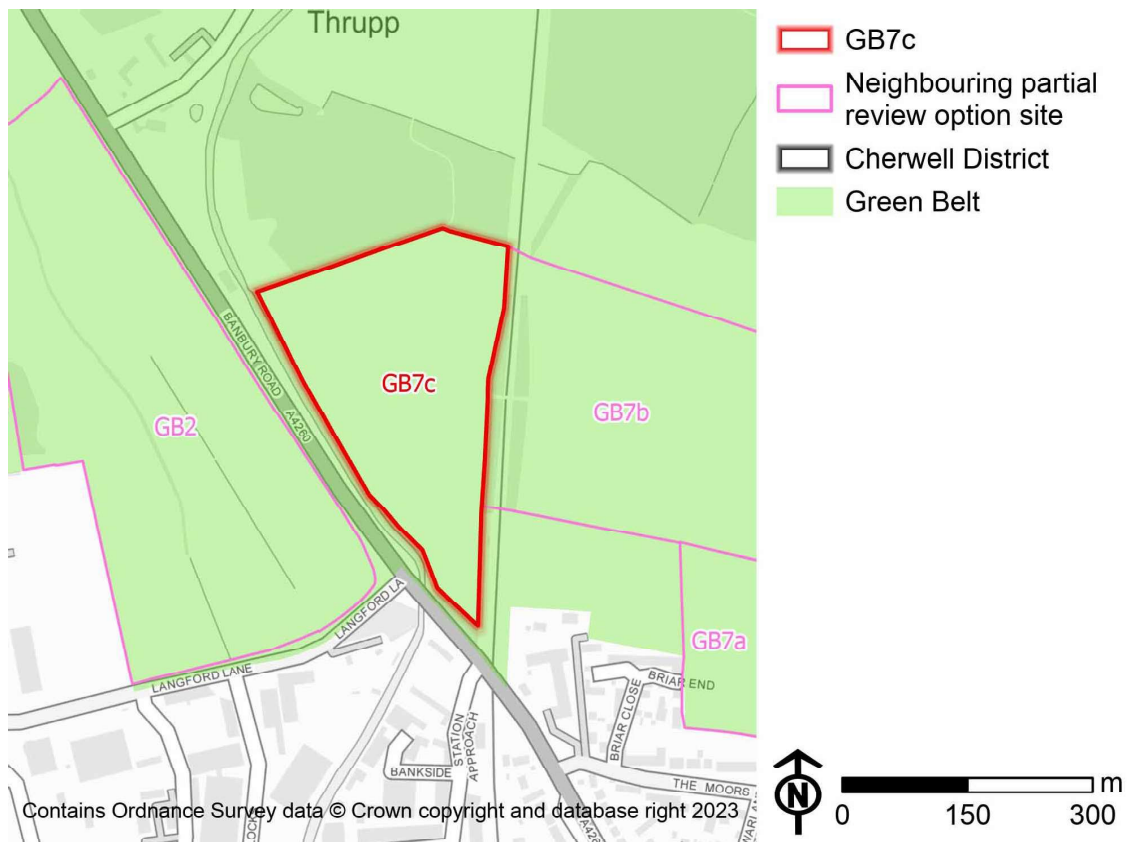 Thrupp
BANBURY ROAD
A4260
GB7c
GB2
GB7b
GB7a
LANGFORD LA
LANGFORD LANE
BRIAR END
BRIAR CLOSE
STATION
APPROACH
BANKSIDE
THE MOORS
Contains Ordnance Survey data © Crown copyright and database right 2023
GB7c
Neighbouring partial
review option site
Cherwell District
Green Belt
N
m
0 150 300